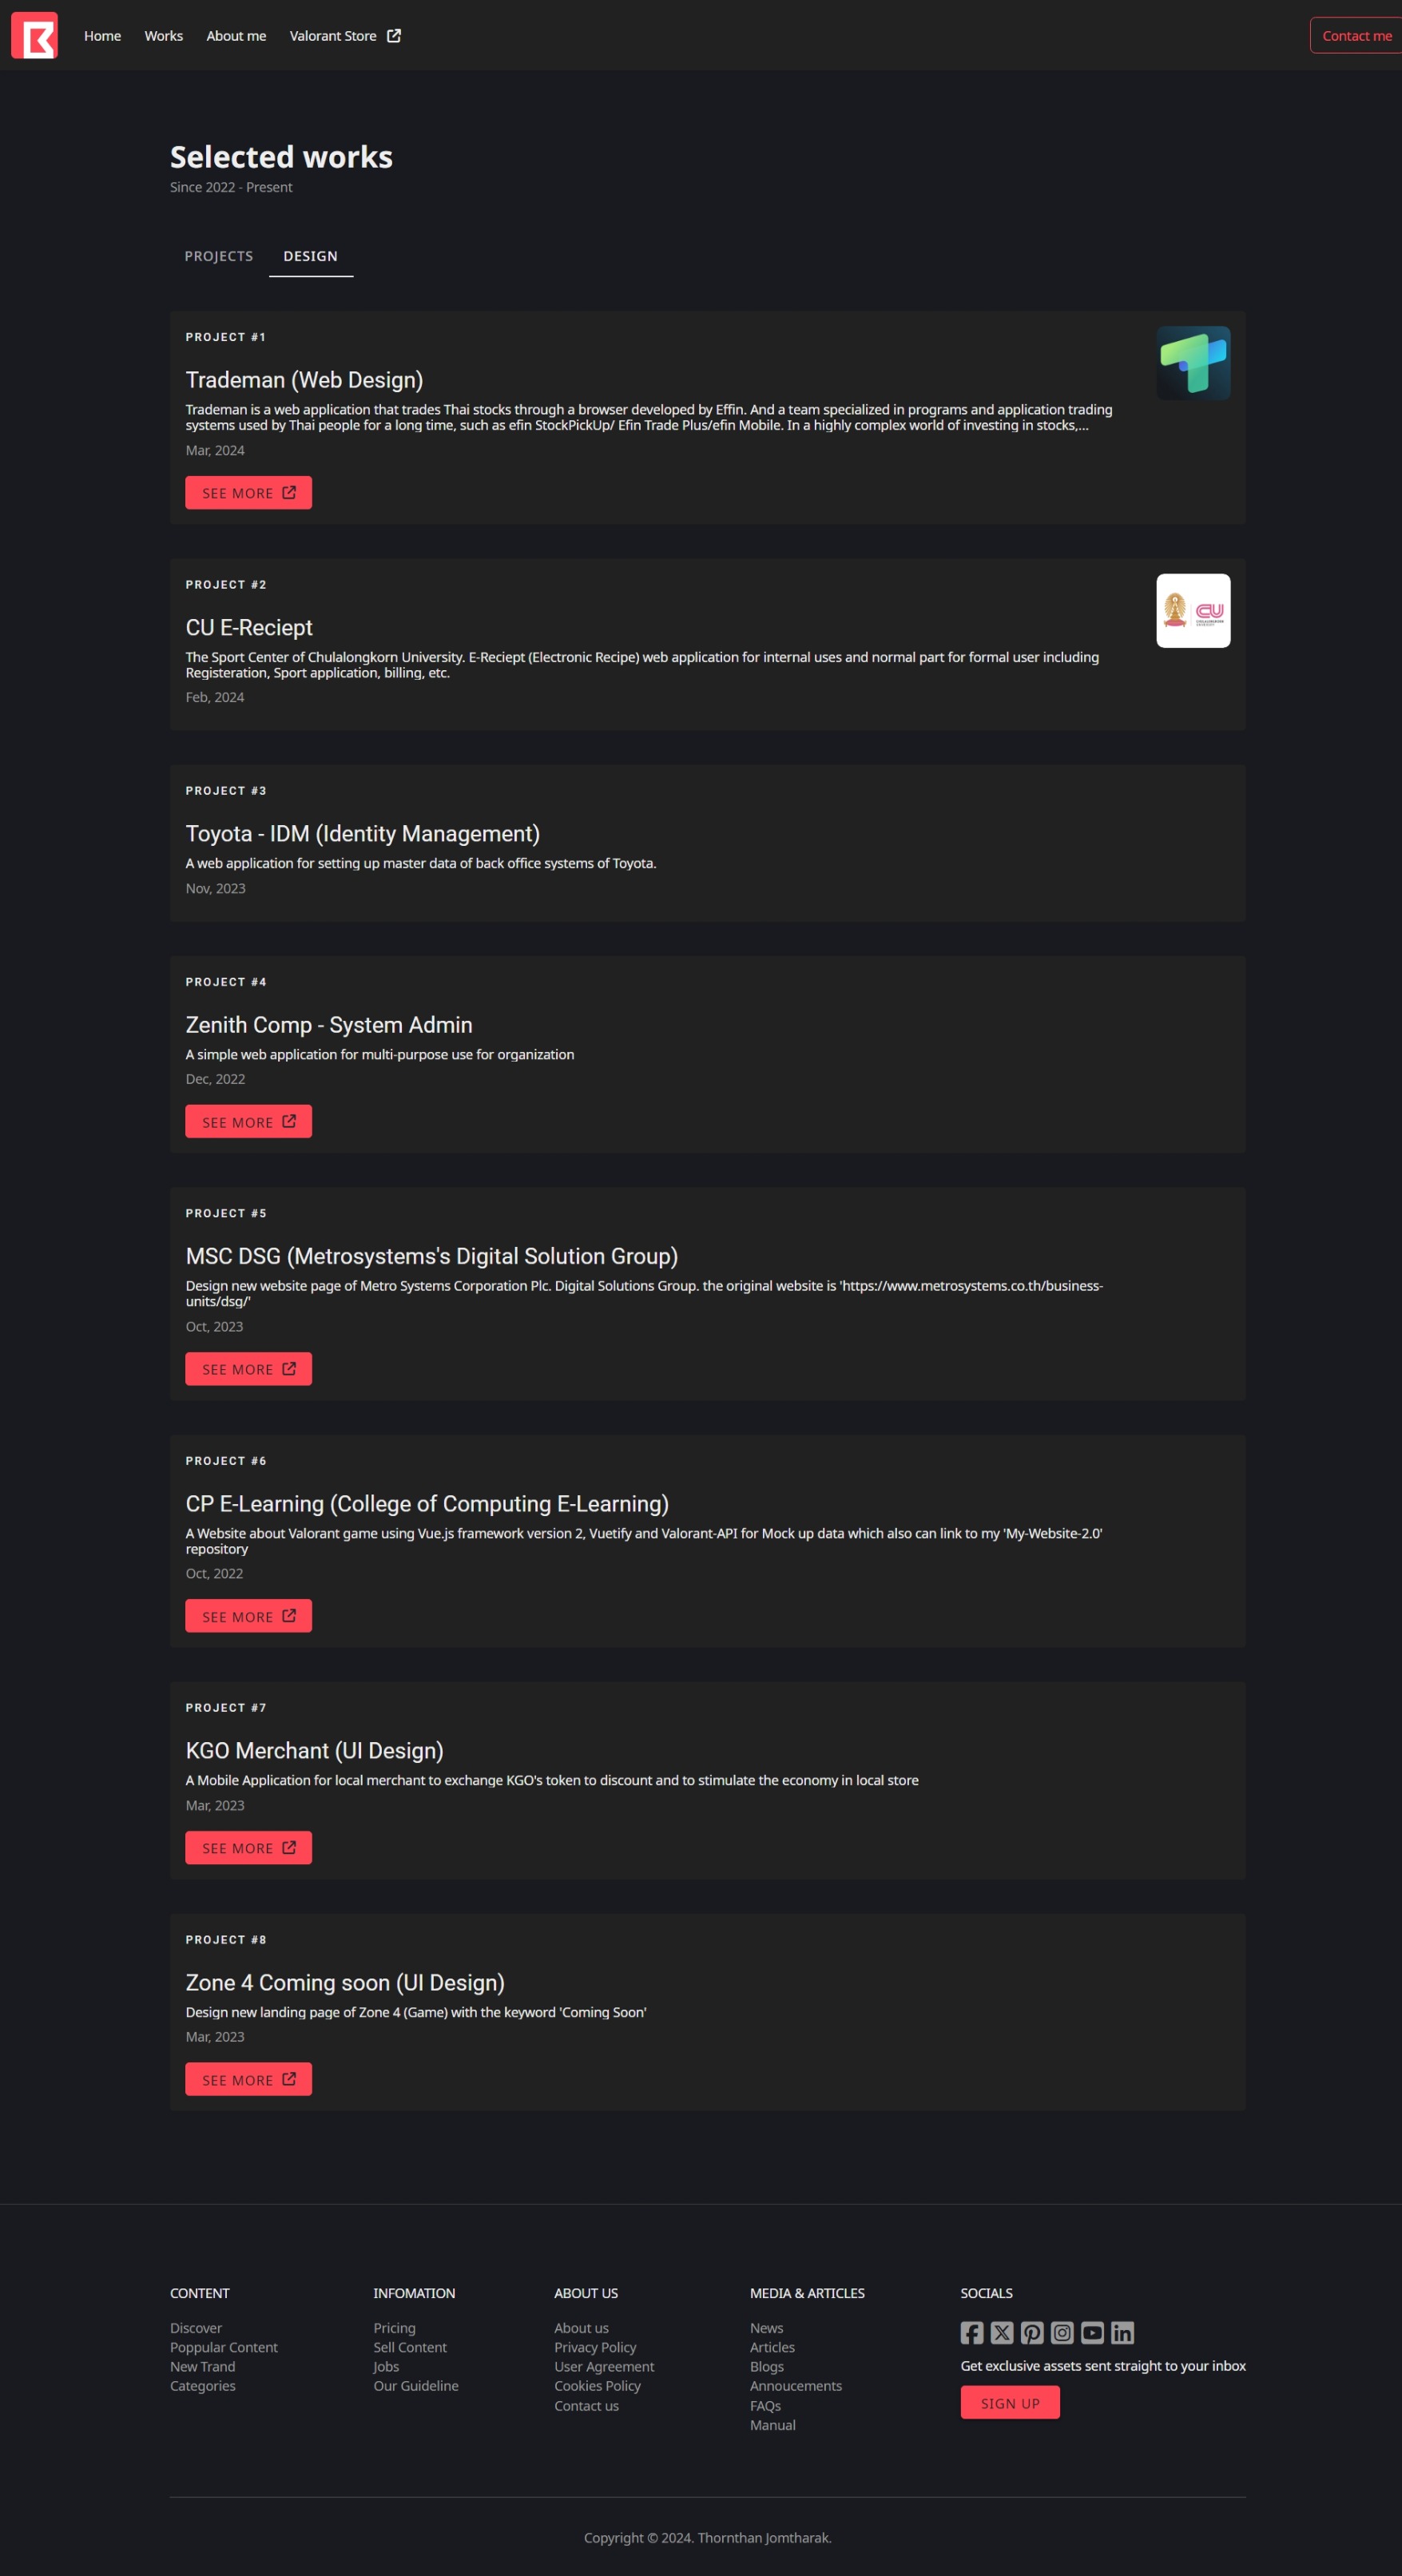 Home Works About me Valorant Store Contact me
Selected works
Since 2022 - Present
PROJECTS DESIGN
PROJECT #1
Trademan (Web Design)
Trademan is a web application that trades Thai stocks through a browser developed by Effin. And a team specialized in programs and application trading
systems used by Thai people for a long time, such as efin StockPickUp/ Efin Trade Plus/efin Mobile. In a highly complex world of investing in stocks,...
Mar, 2024
SEE MORE
PROJECT #2
CU E-Reciept
The Sport Center of Chulalongkorn University. E-Reciept (Electronic Recipe) web application for internal uses and normal part for formal user including
Registeration, Sport application, billing, etc.
CU
Feb, 2024
PROJECT #3
Toyota - IDM (Identity Management)
A web application for setting up master data of back office systems of Toyota.
Nov, 2023
PROJECT #4
Zenith Comp - System Admin
A simple web application for multi-purpose use for organization
Dec, 2022
SEE MORE
PROJECT #5
MSC DSG (Metrosystems's Digital Solution Group)
Design new website page of Metro Systems Corporation Plc. Digital Solutions Group. the original website is 'https://www.metrosystems.co.th/business-
units/dsg/'
Oct, 2023
SEE MORE
PROJECT #6
CP E-Learning (College of Computing E-Learning)
A Website about Valorant game using Vue.js framework version 2, Vuetify and Valorant-API for Mock up data which also can link to my 'My-Website-2.0'
repository
Oct, 2022
SEE MORE
PROJECT #7
KGO Merchant (UI Design)
A Mobile Application for local merchant to exchange KGO's token to discount and to stimulate the economy in local store
Mar, 2023
SEE MORE
PROJECT #8
Zone 4 Coming soon (UI Design)
Design new landing page of Zone 4 (Game) with the keyword 'Coming Soon'
Mar, 2023
SEE MORE
CONTENT
Discover
Poppular Content
New Trand
Categories
INFOMATION
Pricing
Sell Content
Jobs
Our Guideline
ABOUT US
About us
Privacy Policy
User Agreement
Cookies Policy
Contact us
MEDIA & ARTICLES
News
Articles
Blogs
Annoucements
FAQs
Manual
SOCIALS
Get exclusive assets sent straight to your inbox
SIGN UP
Copyright © 2024. Thornthan Jomtharak.